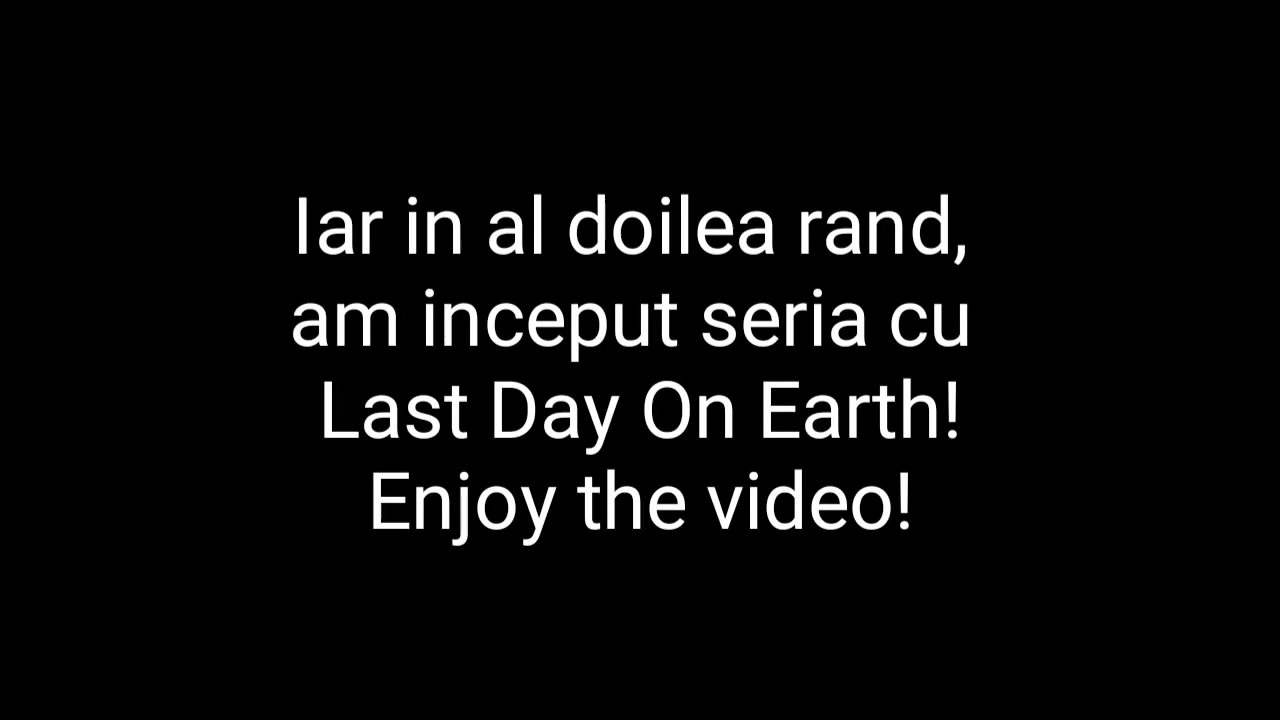 Iar in al doilea rand,
am inceput seria cu
Last Day On Earth!
Enjoy the video!